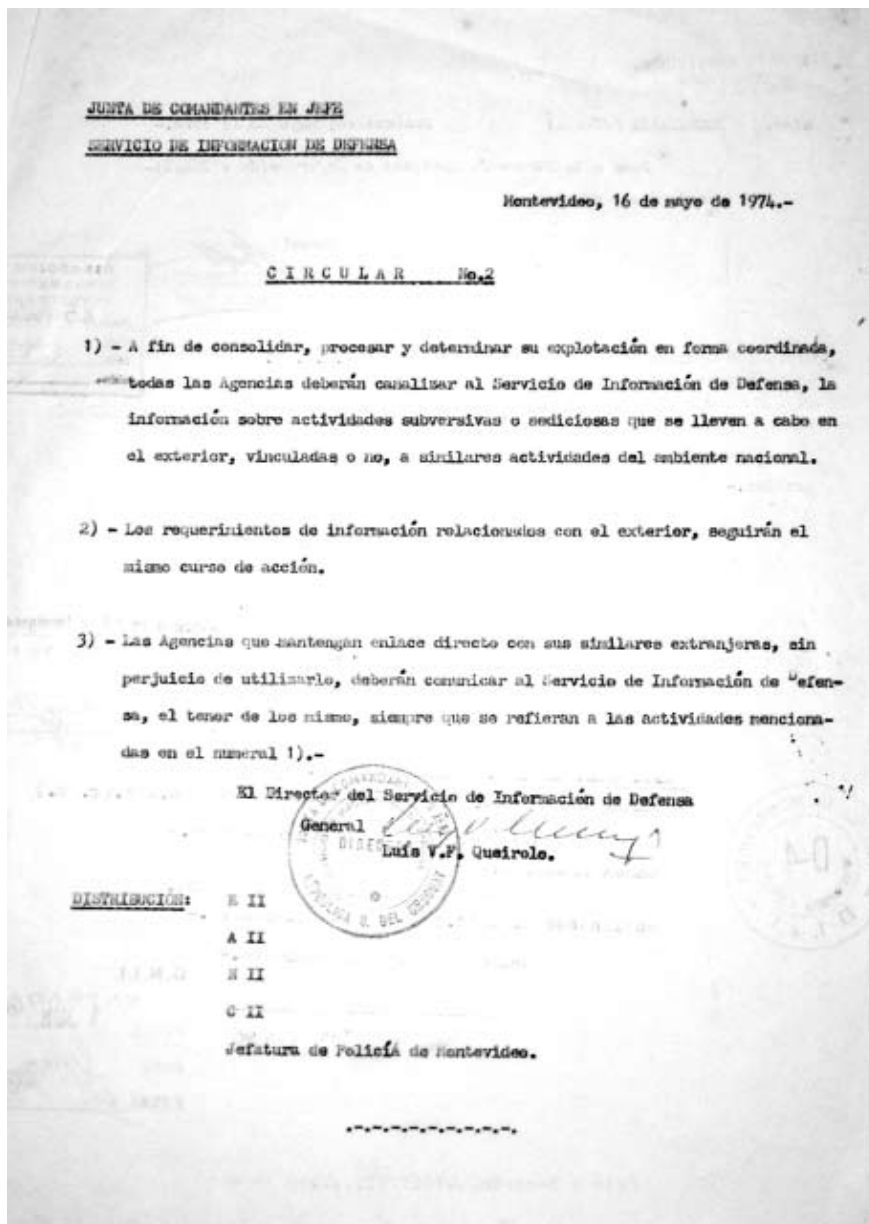 JUNTA DE COMANDANTES EN JEFE
SERVICIO DE INFORMACION DE DEFENSA
Montevideo, 16 de mayo de 1974.-
CIRCULAR No.2
1) - A fin de consolidar, procesar y determinar su explotación en forma coordinada,
todas las Agencias deberán canalizar al Servicio de Información de Defensa, la
información sobre actividades subversivas o sediciosas que se lleven a cabo en
el exterior, vinculadas o no, a similares actividades del ambiente nacional.
2) - Los requerimientos de información relacionados con el exterior, seguirán el
mismo curso de acción.
3) - Las Agencias que mantengan enlace directo con sus similares extranjeras, sin
perjuicio de utilizarlo, deberán comunicar al Servicio de Información de Defen-
sa, el tenor de los mismo, siempre que se refieran a las actividades menciona-
das en el numeral 1).-
El Director del Servicio de Información de Defensa
General
Luis V.F. Queirolo.
DISTRIBUCIÓN: E II
A II
N II
C II
Jefatura de PolicíA de Montevideo.